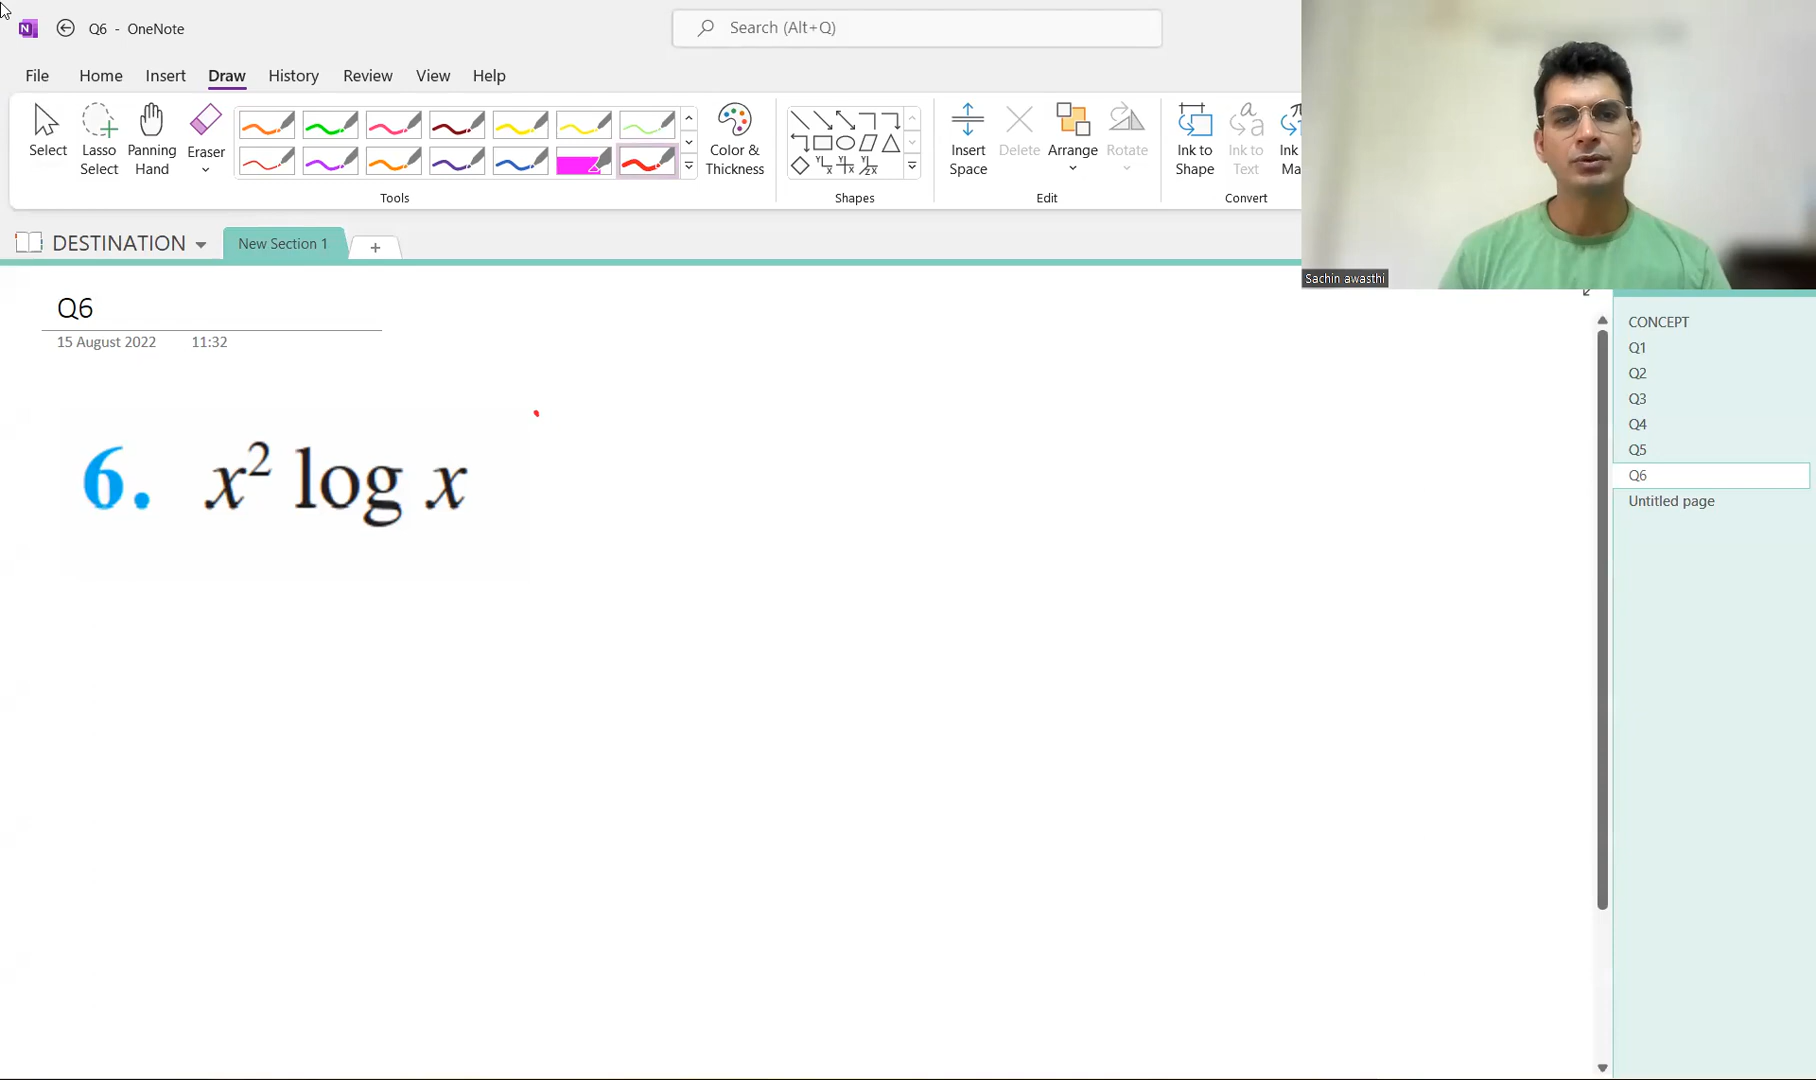 Q6 - OneNote
Search (Alt+Q)
File Home Insert Draw History Review View Help
Select
Lasso Select
Panning Hand
Eraser
Color & Thickness
Insert Space
Delete
Arrange
Rotate
Ink to Shape
Ink to Text
Ink Ma
Tools
Shapes
Edit
Convert
DESTINATION
New Section 1
Sachin awasthi
Q6
15 August 2022 11:32
6. x² log x
CONCEPT
Q1
Q2
Q3
Q4
Q5
Q6
Untitled page